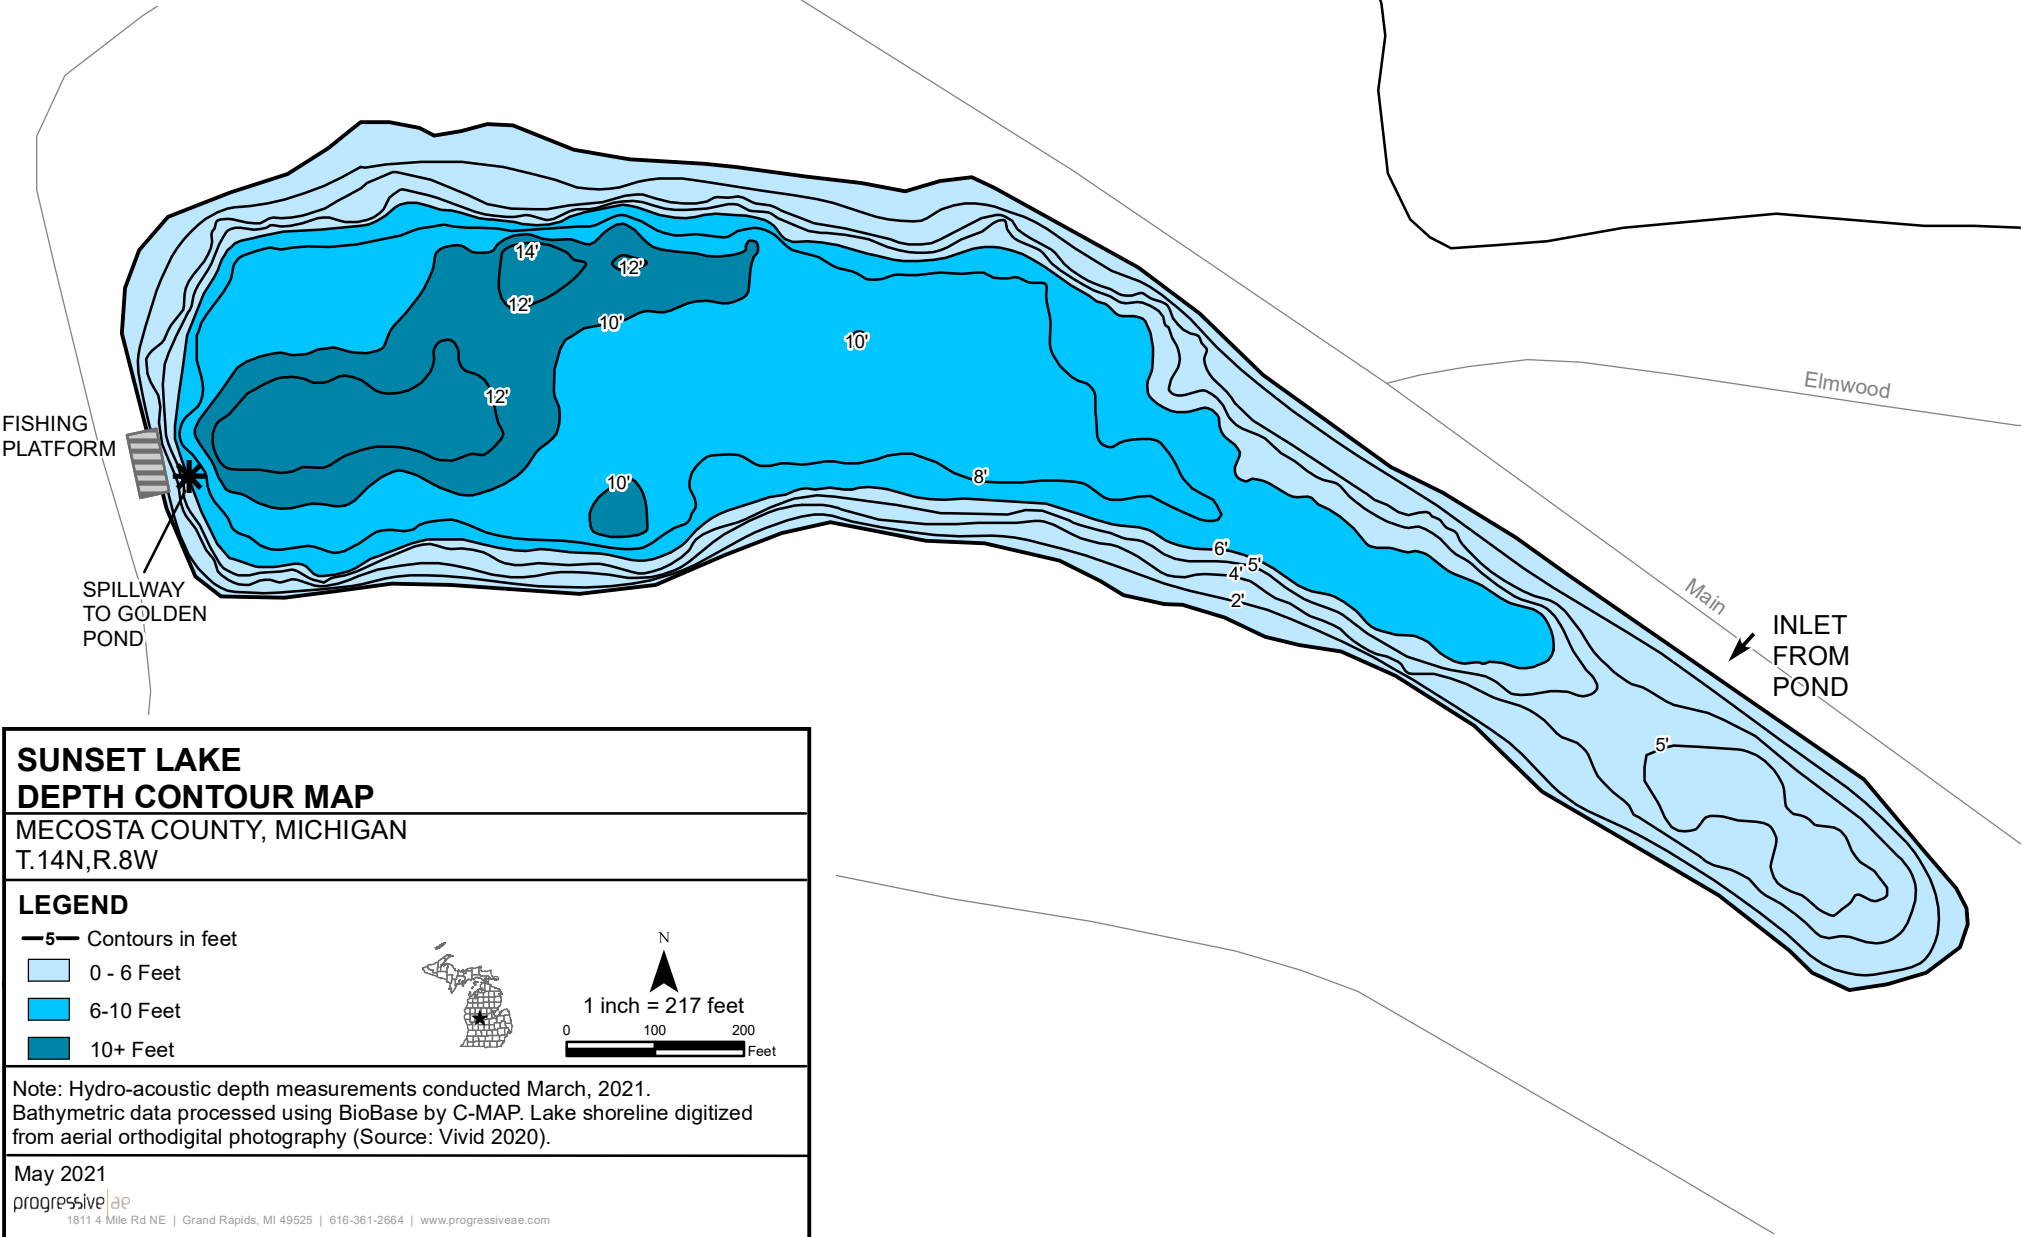 14'
12'
12'
10'
10'
12'
10'
8'
6'
5'
4'
2'
5'
Elmwood
Main
FISHING
PLATFORM
SPILLWAY
TO GOLDEN
POND
INLET
FROM
POND
SUNSET LAKE
DEPTH CONTOUR MAP
MECOSTA COUNTY, MICHIGAN
T.14N,R.8W
LEGEND
5 Contours in feet
0 - 6 Feet
6-10 Feet
10+ Feet
N
1 inch = 217 feet
0 100 200
Feet
Note: Hydro-acoustic depth measurements conducted March, 2021.
Bathymetric data processed using BioBase by C-MAP. Lake shoreline digitized
from aerial orthodigital photography (Source: Vivid 2020).
May 2021
progressive ae
1811 4 Mile Rd NE | Grand Rapids, MI 49525 | 616-361-2664 | www.progressiveae.com